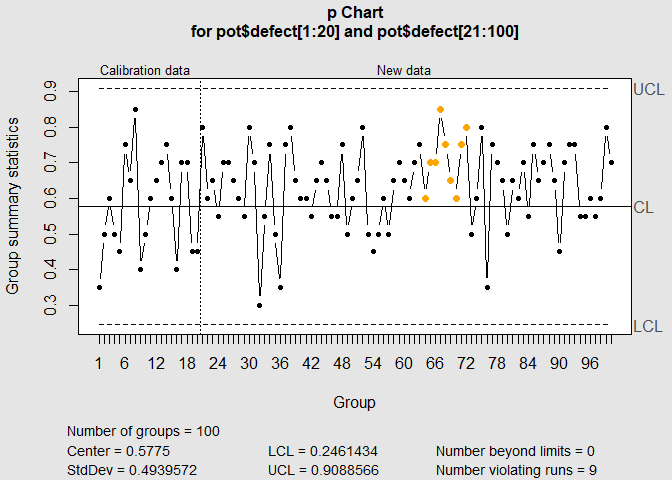 p Chart
for pot$defect[1:20] and pot$defect[21:100]
Calibration data New data
Group summary statistics
0.9
0.8
0.7
0.6
0.5
0.4
0.3
UCL
CL
LCL
1 6 12 18 24 30 36 42 48 54 60 66 72 78 84 90 96
Group
Number of groups = 100
Center = 0.5775 LCL = 0.2461434 Number beyond limits = 0
StdDev = 0.4939572 UCL = 0.9088566 Number violating runs = 9